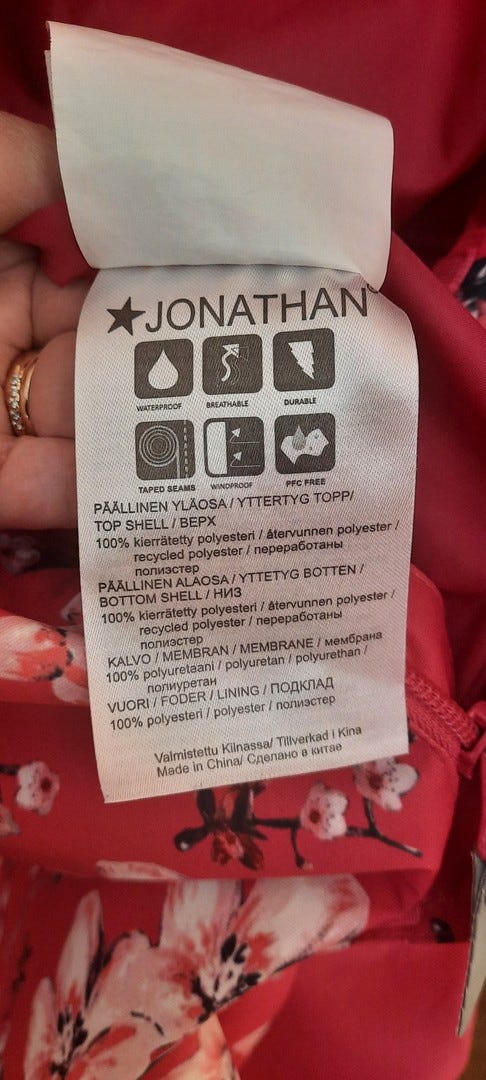 ★JONATHAN
WATERPROOF
BREATHABLE
DURABLE
TAPED SEAMS
WINDPROOF
PFC FREE
PÄÄLLINEN YLÄOSA / YTTERTYG TOPP/
TOP SHELL / ВЕРХ
100% kierrätetty polyesteri / återvunnen polyester /
recycled polyester / переработаны
полиэстер
PÄÄLLINEN ALAOSA / YTTETYG BOTTEN /
BOTTOM SHELL / НИЗ
100% kierrätetty polyesteri / återvunnen polyester /
recycled polyester / переработаны
полиэстер
KALVO / MEMBRAN / MEMBRANE / мембрана
100% polyuretaani / polyuretan / polyurethan /
полиуретан
VUORI / FODER / LINING / ПОДКЛАД
100% polyesteri / polyester / полиэстер
Valmistettu Kiinassa/ Tillverkad i Kina
Made in China/ Сделано в китае